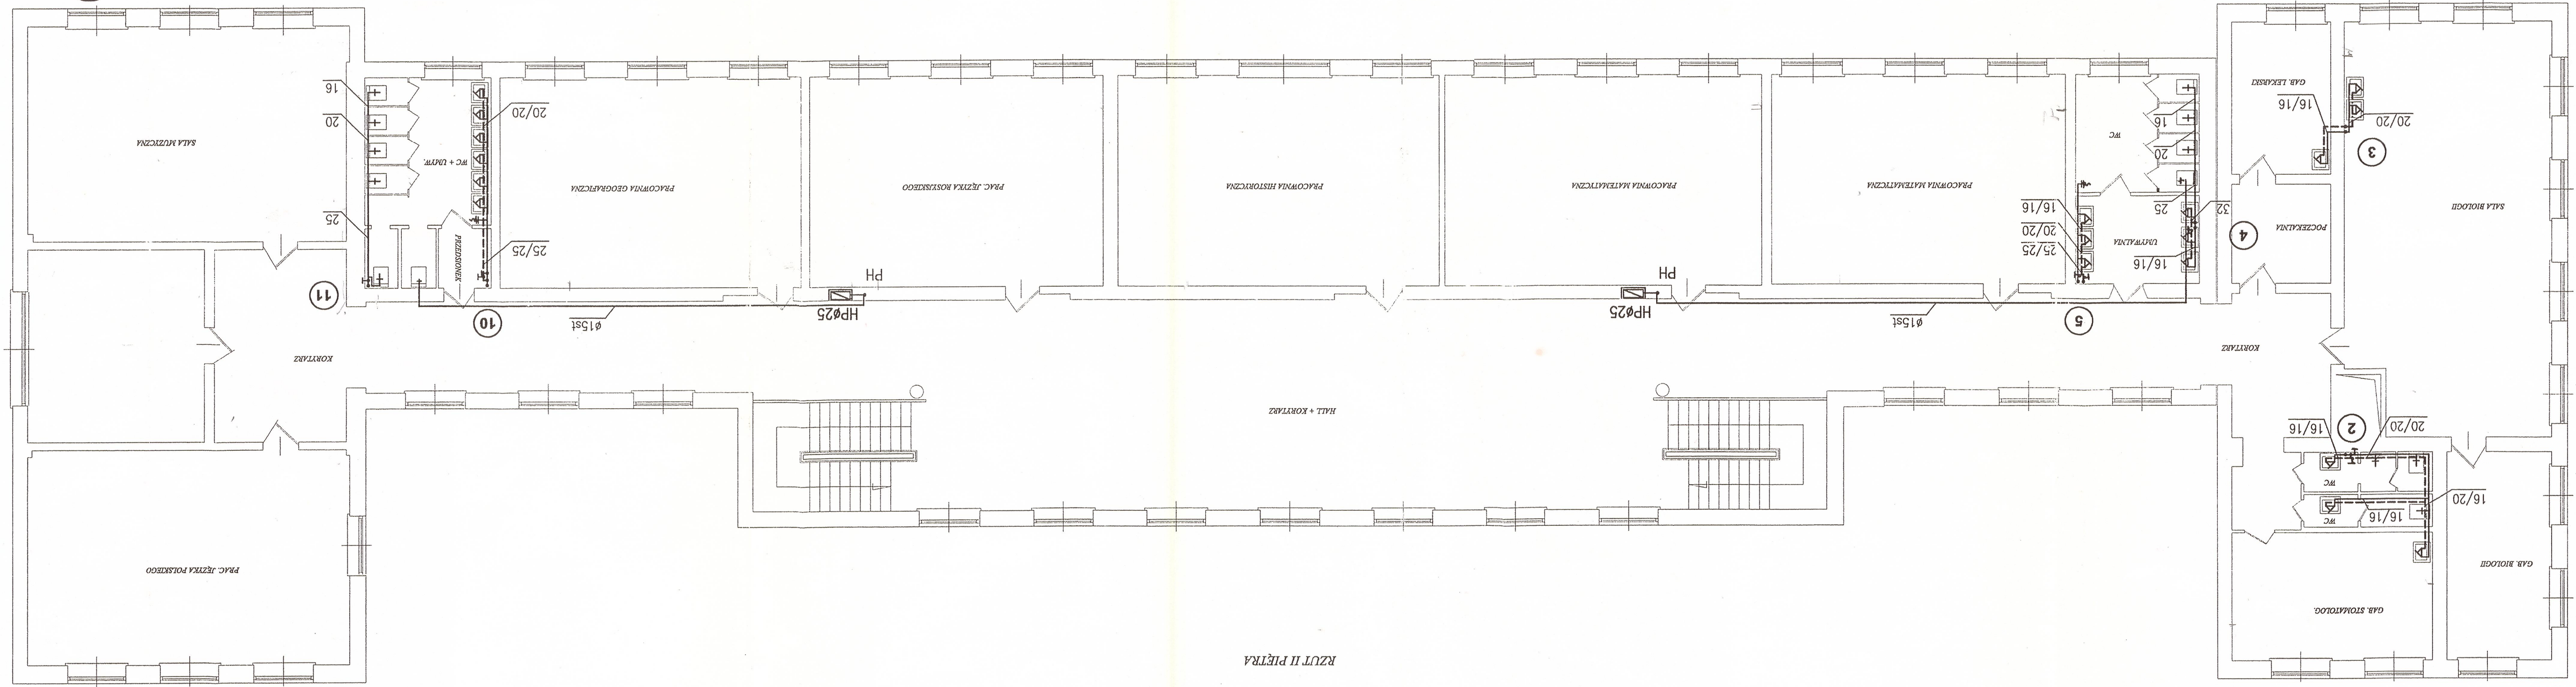 RZUT II PIĘTRA
GAB. STOMATOLOG.
PRAC. JĘZYKA POLSKIEGO
GAB. BIOLOGII
WC
16/16
16/20
WC
20/20
2
16/16
HALL + KORYTARZ
KORYTARZ
KORYTARZ
5
Ø15st
HPØ25
PH
HPØ25
PH
Ø15st
10
11
16/16
25/25
20/20
16/16
UMYWALNIA
25/25
PRZEDSIONEK
25
4
POCZEKALNIA
32
25
SALA BIOLOGII
PRACOWNIA MATEMATYCZNA
PRACOWNIA MATEMATYCZNA
PRACOWNIA HISTORYCZNA
PRAC. JĘZYKA ROSYJSKIEGO
PRACOWNIA GEOGRAFICZNA
WC + UMYW.
SALA MUZYCZNA
3
20
WC
20
20/20
16/16
16
20/20
16
GAB. LEKARSKI